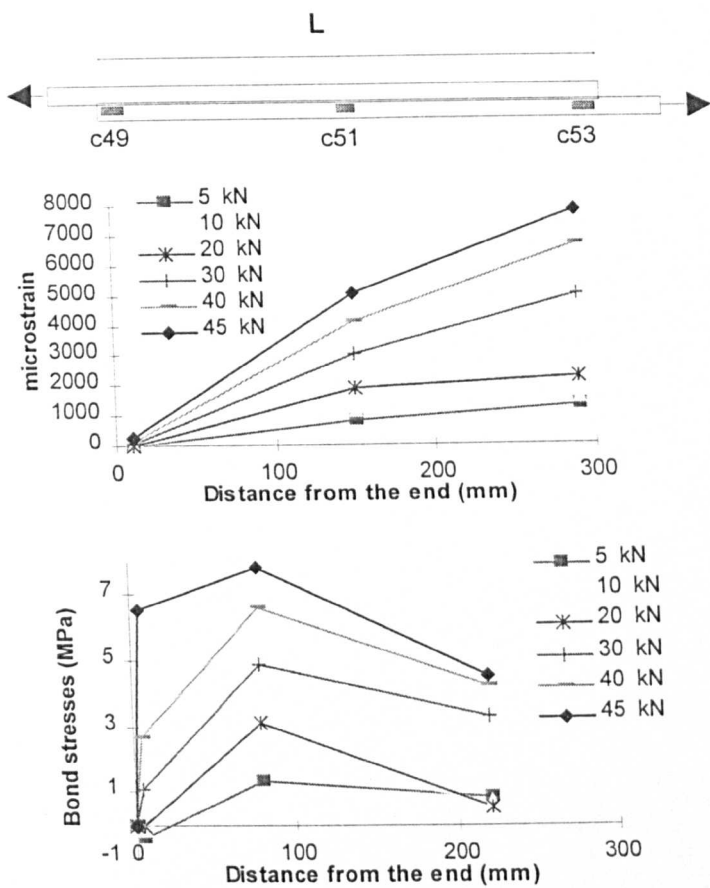 L
c49 c51 c53
8000
7000
6000
5000
4000
3000
2000
1000
0
microstrain
5 kN
10 kN
20 kN
30 kN
40 kN
45 kN
0 100 200 300
Distance from the end (mm)
7
5
3
1
-1
Bond stresses (MPa)
5 kN
10 kN
20 kN
30 kN
40 kN
45 kN
0 100 200 300
Distance from the end (mm)